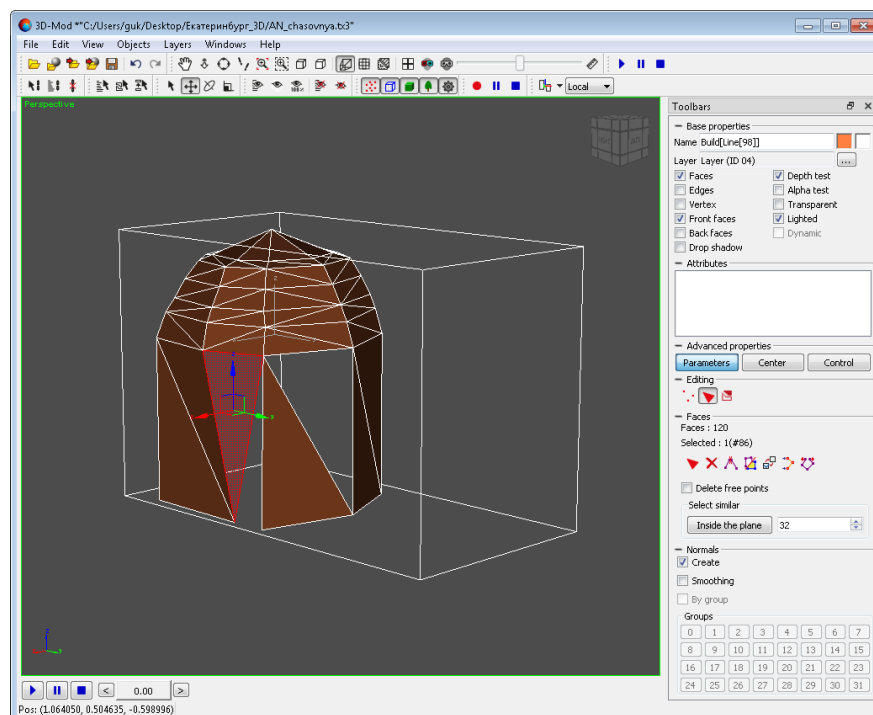 3D-Mod *"C:/Users/guk/Desktop/Екатеринбург_3D/AN_chasovnya.tx3"
File Edit View Objects Layers Windows Help
Local
Perspective
Toolbars
Base properties
Name Build[Line[98]]
Layer Layer (ID 04) ...
Faces Depth test
Edges Alpha test
Vertex Transparent
Front faces Lighted
Back faces Dynamic
Drop shadow
Attributes
Advanced properties
Parameters Center Control
Editing
Faces
Faces : 120
Selected : 1(#86)
Delete free points
Select similar
Inside the plane 32
Normals
Create
Smoothing
By group
Groups
0 1 2 3 4 5 6 7
8 9 10 11 12 13 14 15
16 17 18 19 20 21 22 23
24 25 26 27 28 29 30 31
< 0.00 >
Pos: (1.064050, 0.504635, -0.598996)